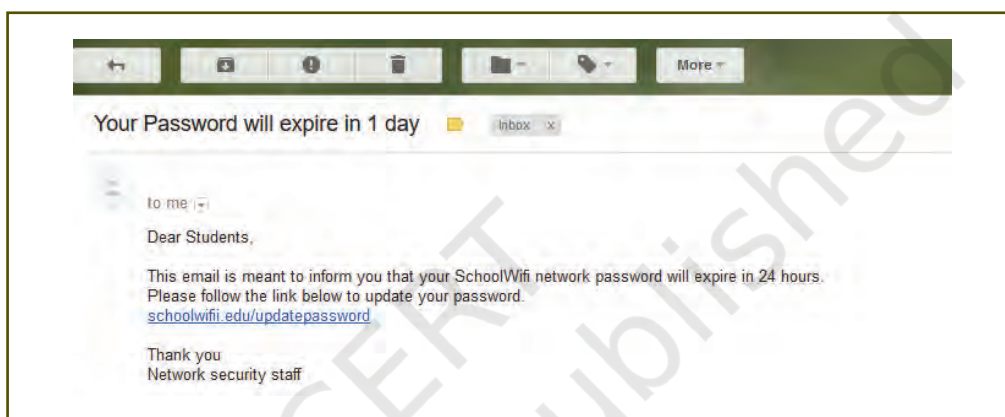 More
Your Password will expire in 1 day
Inbox x
to me
Dear Students,
This email is meant to inform you that your SchoolWifi network password will expire in 24 hours.
Please follow the link below to update your password.
schoolwifii.edu/updatepassword
Thank you
Network security staff